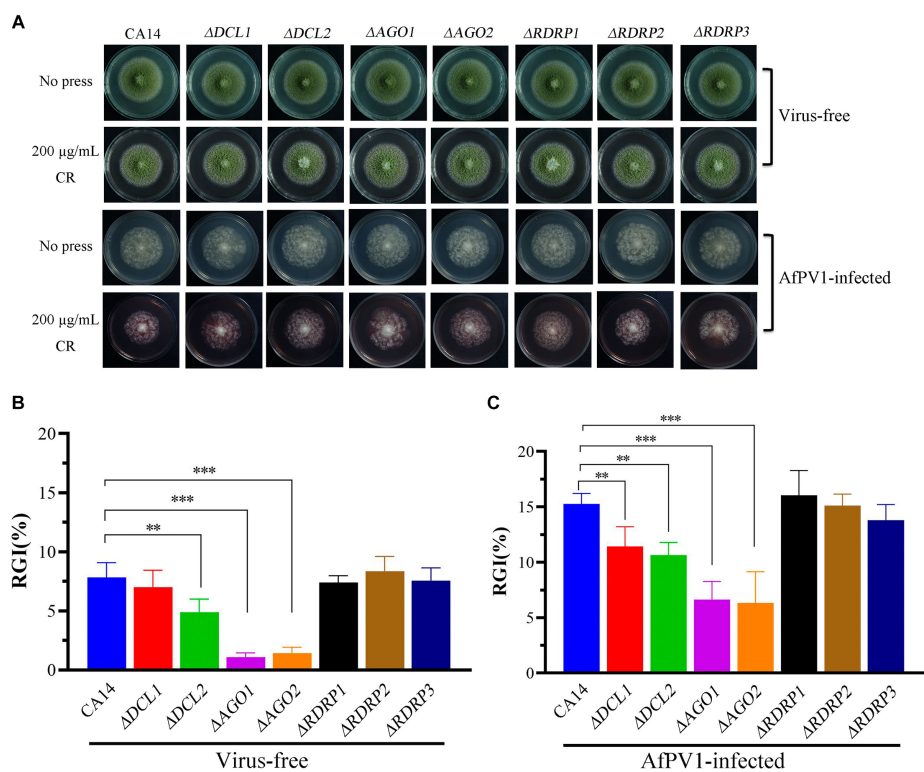 A
CA14 ΔDCL1 ΔDCL2 ΔAGO1 ΔAGO2 ΔRDRP1 ΔRDRP2 ΔRDRP3
No press
200 μg/mL
CR
Virus-free
No press
200 μg/mL
CR
AfPV1-infected
B
RGI(%)
20
15
10
5
0
***
***
**
CA14 ΔDCL1 ΔDCL2 ΔAGO1 ΔAGO2 ΔRDRP1 ΔRDRP2 ΔRDRP3
Virus-free
C
RGI(%)
20
15
10
5
0
***
***
**
**
CA14 ΔDCL1 ΔDCL2 ΔAGO1 ΔAGO2 ΔRDRP1 ΔRDRP2 ΔRDRP3
AfPV1-infected